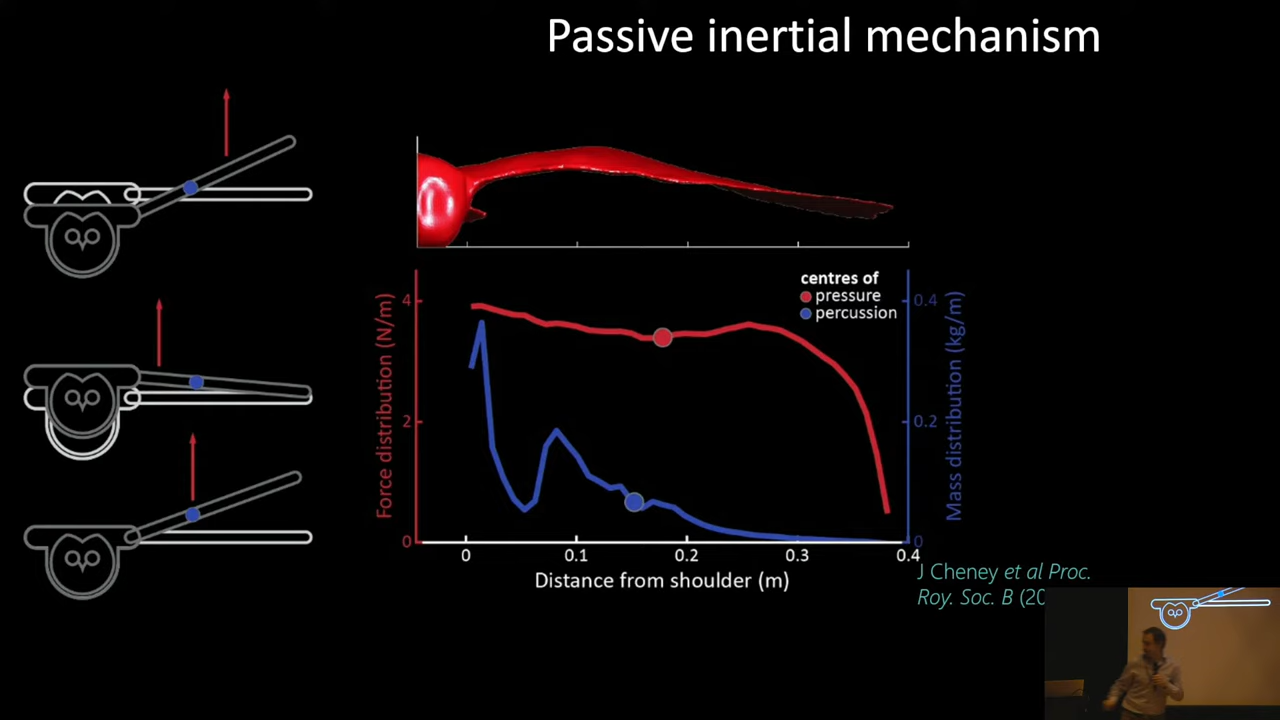 Passive inertial mechanism
centres of
pressure
percussion
Force distribution (N/m)
4
2
0
Mass distribution (kg/m)
0.4
0.2
0
0
0.1
0.2
0.3
0.4
Distance from shoulder (m)
J Cheney et al Proc.
Roy. Soc. B